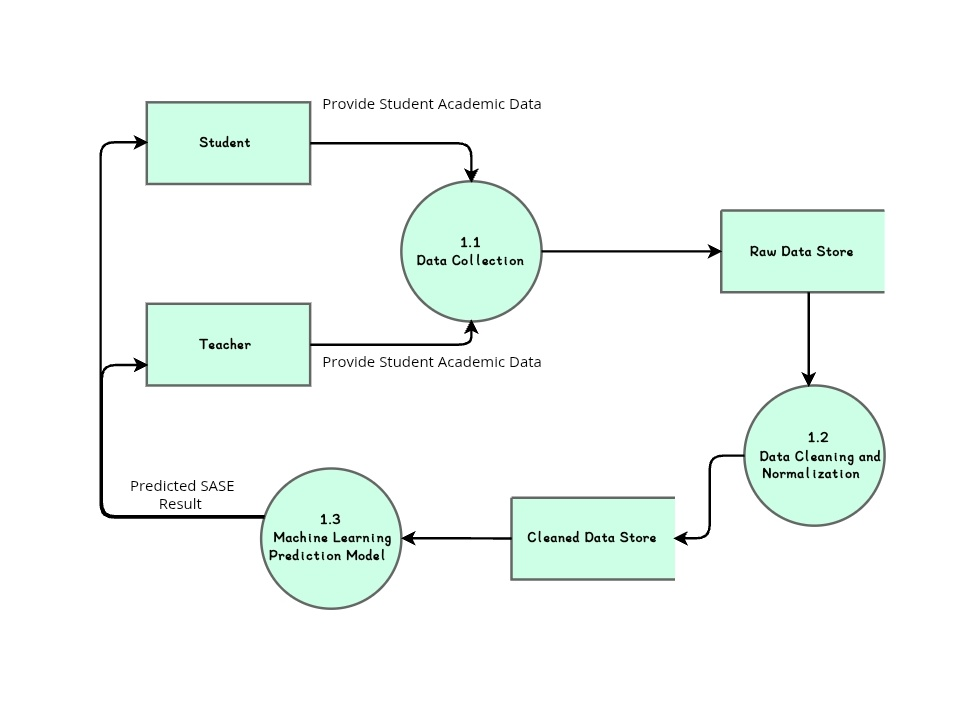 Provide Student Academic Data
Student
1.1
Data Collection
Raw Data Store
Teacher
Provide Student Academic Data
1.2
Data Cleaning and
Normalization
Predicted SASE
Result
1.3
Machine Learning
Prediction Model
Cleaned Data Store